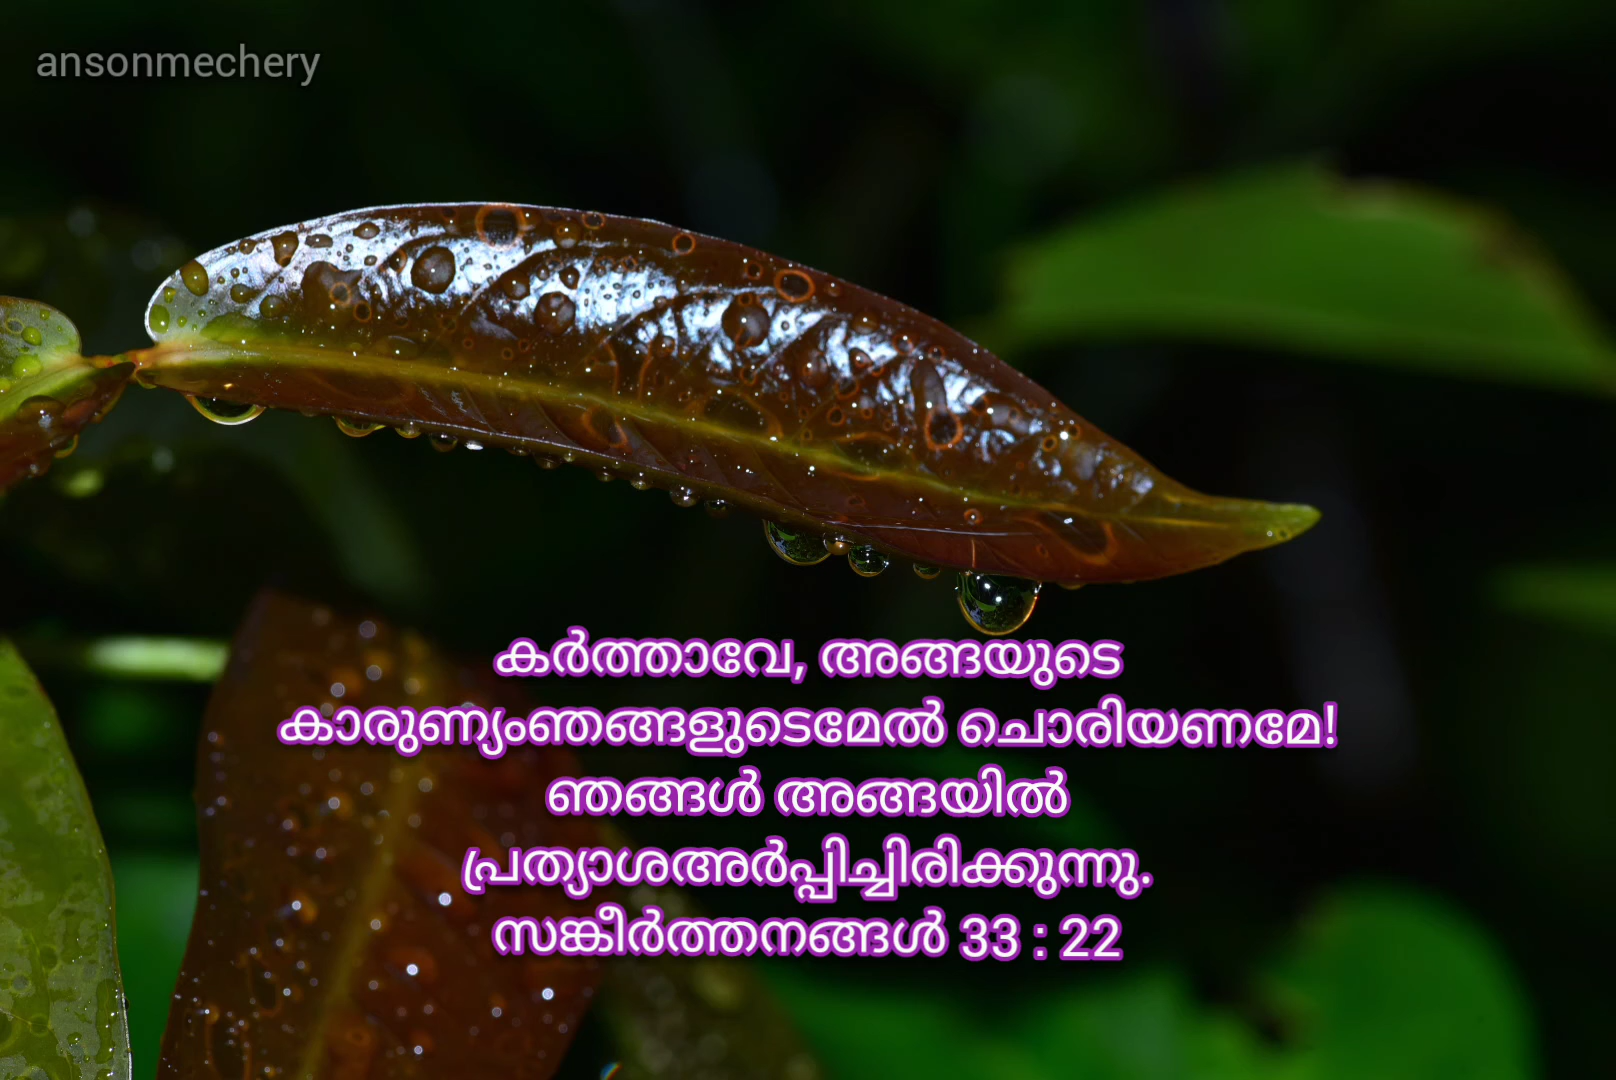 ansonmechery
കർത്താവേ, അങ്ങയുടെ
കാരുണ്യംഞങ്ങളുടെമേൽ ചൊരിയണമേ!
ഞങ്ങൾ അങ്ങയിൽ
പ്രത്യാശഅർപ്പിച്ചിരിക്കുന്നു.
സങ്കീർത്തനങ്ങൾ 33 : 22